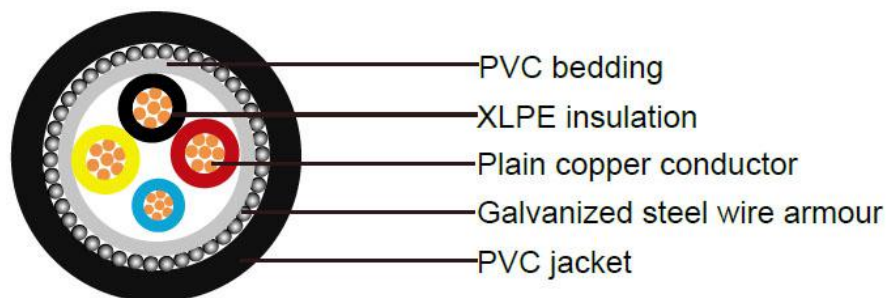 PVC bedding
XLPE insulation
Plain copper conductor
Galvanized steel wire armour
PVC jacket